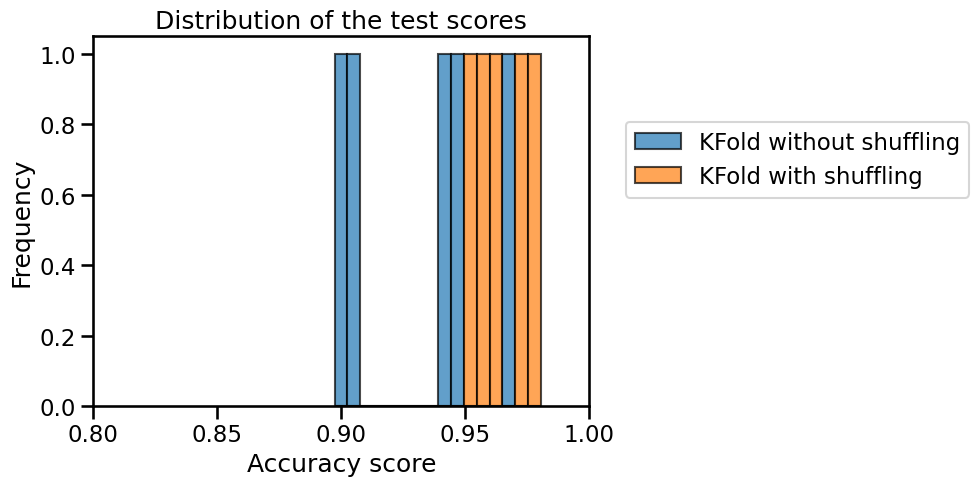 Distribution of the test scores
1.0
0.8
0.6
0.4
0.2
0.0
Frequency
0.80 0.85 0.90 0.95 1.00
Accuracy score
KFold without shuffling
KFold with shuffling